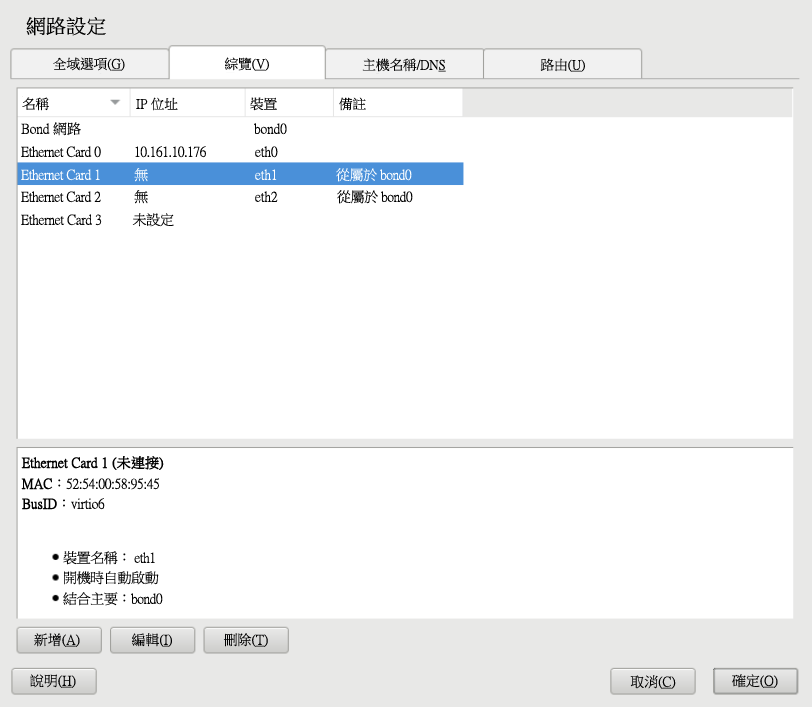 網路設定
全域選項(G) 綜覽(V) 主機名稱/DNS 路由(U)
名稱 IP 位址 裝置 備註
Bond 網路 bond0
Ethernet Card 0 10.161.10.176 eth0
Ethernet Card 1 無 eth1 從屬於 bond0
Ethernet Card 2 無 eth2 從屬於 bond0
Ethernet Card 3 未設定
Ethernet Card 1 (未連接)
MAC：52:54:00:58:95:45
BusID：virtio6
● 裝置名稱： eth1
● 開機時自動啟動
● 結合主要：bond0
新增(A) 編輯(I) 刪除(T)
說明(H) 取消(C) 確定(O)